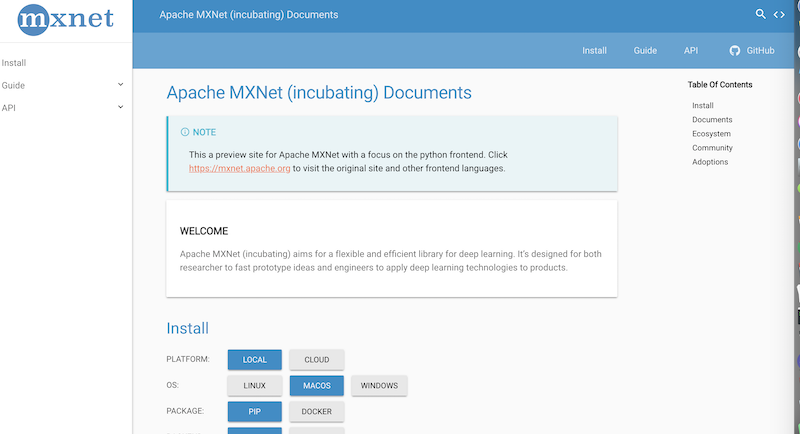 mxnet
Apache MXNet (incubating) Documents
Install Guide API GitHub
Install
Guide
API
Apache MXNet (incubating) Documents
NOTE
This a preview site for Apache MXNet with a focus on the python frontend. Click
https://mxnet.apache.org to visit the original site and other frontend languages.
WELCOME
Apache MXNet (incubating) aims for a flexible and efficient library for deep learning. It's designed for both
researcher to fast prototype ideas and engineers to apply deep learning technologies to products.
Install
PLATFORM: LOCAL CLOUD
OS: LINUX MACOS WINDOWS
PACKAGE: PIP DOCKER
Table Of Contents
Install
Documents
Ecosystem
Community
Adoptions